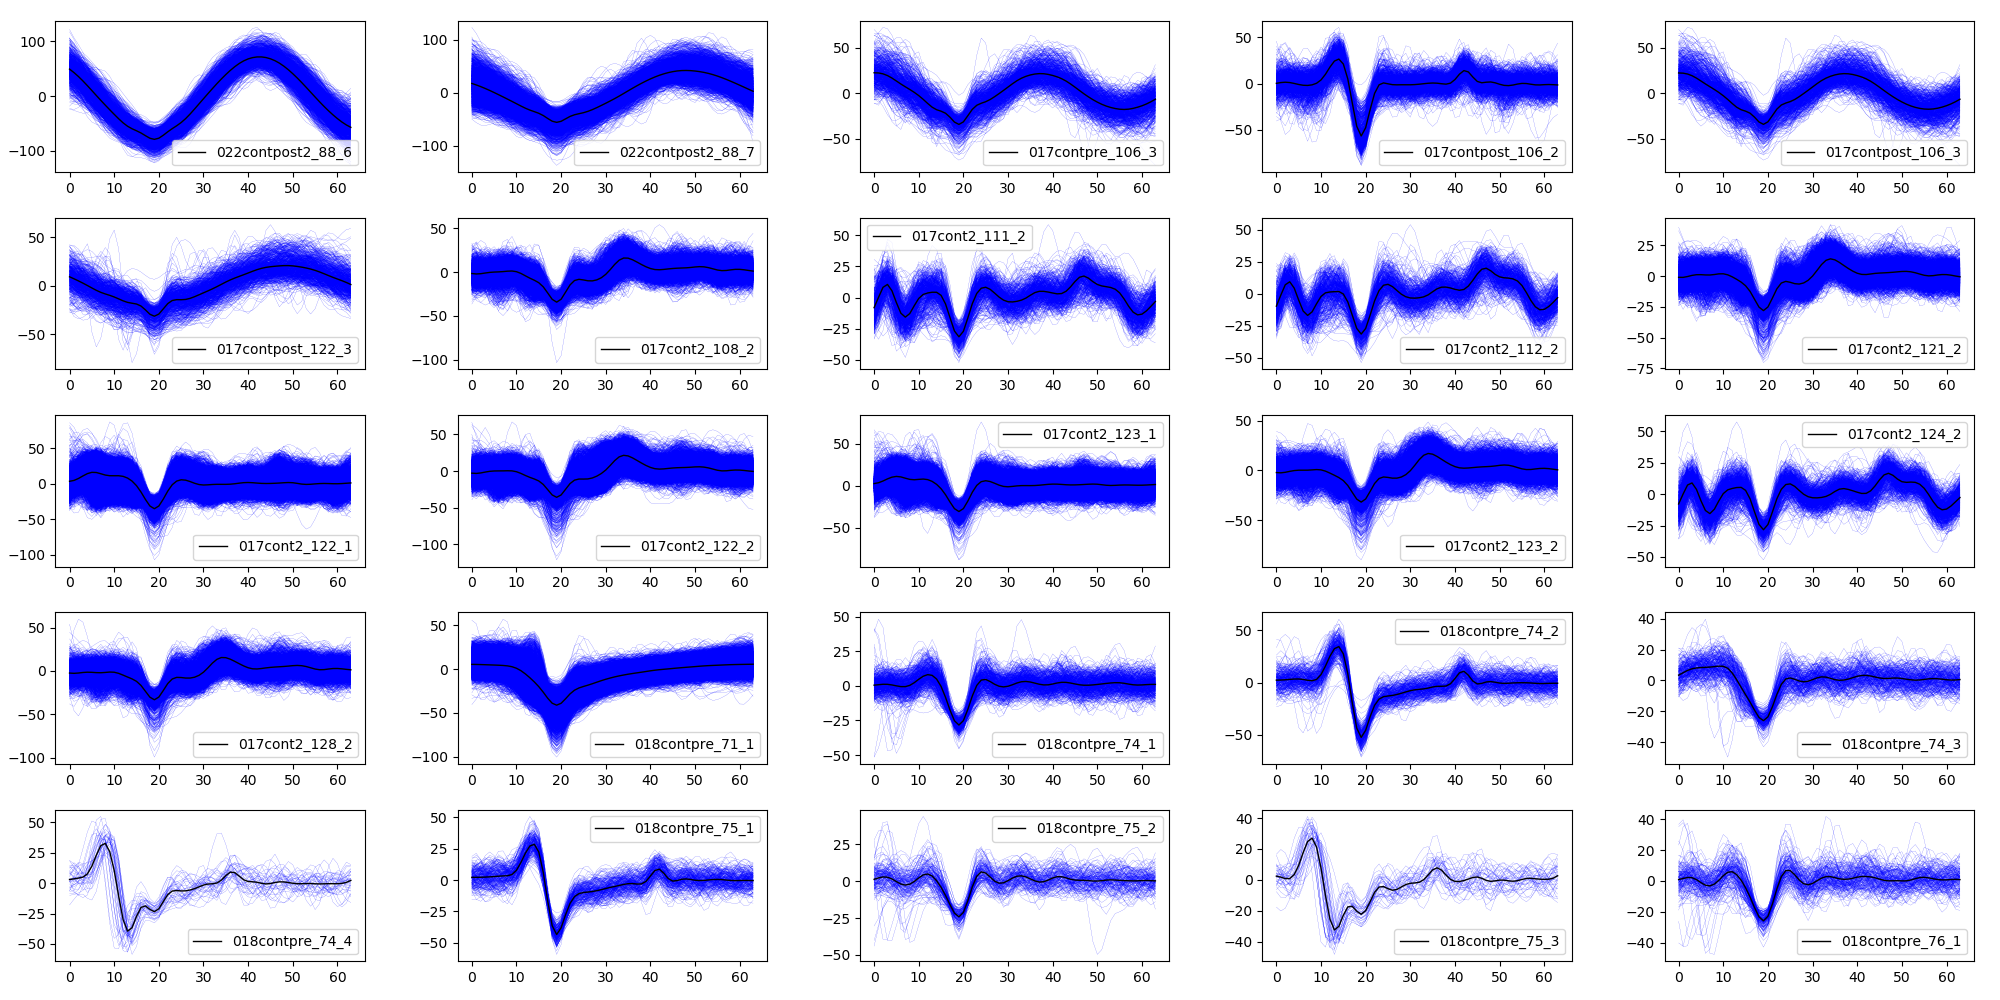 100
0
−100
0 10 20 30 40 50 60
022contpost2_88_6
100
50
0
−50
−100
0 10 20 30 40 50 60
022contpost2_88_7
50
0
−50
0 10 20 30 40 50 60
017contpre_106_3
50
0
−50
0 10 20 30 40 50 60
017contpost_106_2
50
0
−50
0 10 20 30 40 50 60
017contpost_106_3
50
0
−50
0 10 20 30 40 50 60
017contpost_122_3
50
0
−50
−100
0 10 20 30 40 50 60
017cont2_108_2
50
25
0
−25
−50
0 10 20 30 40 50 60
017cont2_111_2
50
25
0
−25
−50
0 10 20 30 40 50 60
017cont2_112_2
25
0
−25
−50
−75
0 10 20 30 40 50 60
017cont2_121_2
50
0
−50
−100
0 10 20 30 40 50 60
017cont2_122_1
50
0
−50
−100
0 10 20 30 40 50 60
017cont2_122_2
50
0
−50
0 10 20 30 40 50 60
017cont2_123_1
50
0
−50
0 10 20 30 40 50 60
017cont2_123_2
50
25
0
−25
−50
0 10 20 30 40 50 60
017cont2_124_2
50
0
−50
−100
0 10 20 30 40 50 60
017cont2_128_2
50
0
−50
−100
0 10 20 30 40 50 60
018contpre_71_1
50
25
0
−25
−50
0 10 20 30 40 50 60
018contpre_74_1
50
0
−50
0 10 20 30 40 50 60
018contpre_74_2
40
20
0
−20
−40
0 10 20 30 40 50 60
018contpre_74_3
50
25
0
−25
−50
0 10 20 30 40 50 60
018contpre_74_4
50
25
0
−25
−50
0 10 20 30 40 50 60
018contpre_75_1
25
0
−25
−50
0 10 20 30 40 50 60
018contpre_75_2
40
20
0
−20
−40
0 10 20 30 40 50 60
018contpre_75_3
40
20
0
−20
−40
0 10 20 30 40 50 60
018contpre_76_1